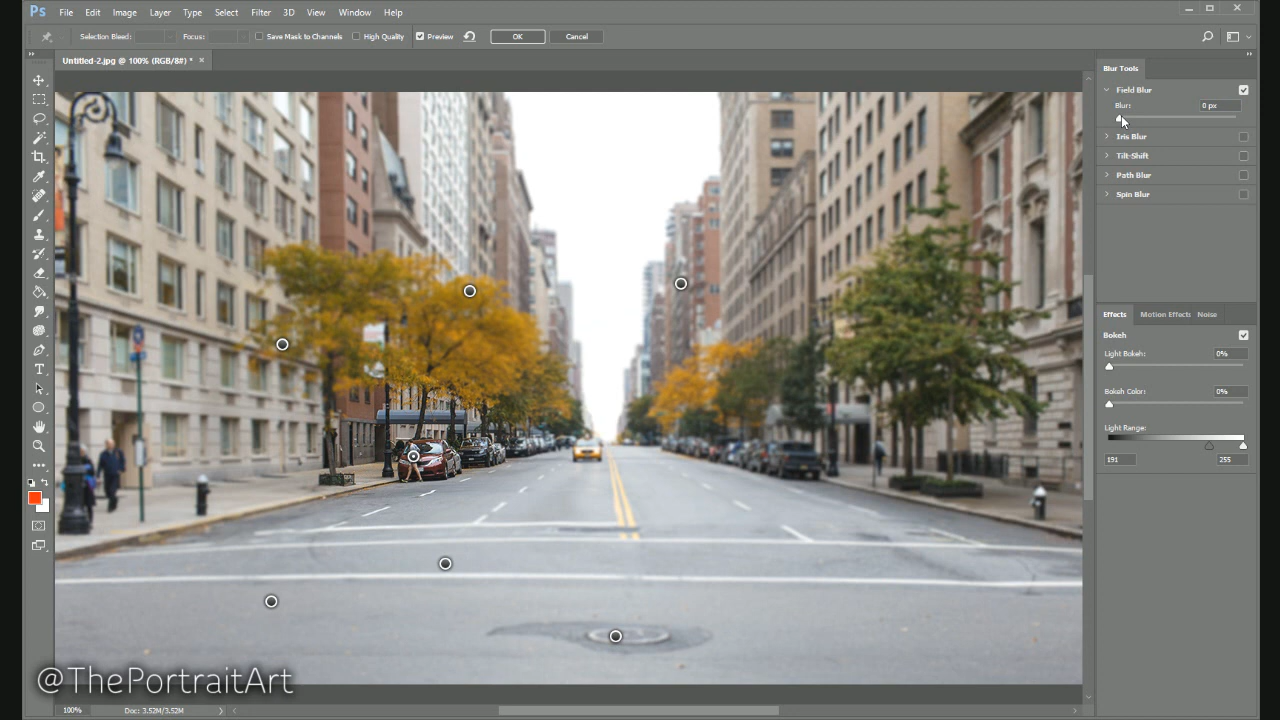 Ps File Edit Image Layer Type Select Filter 3D View Window Help
Selection Bleed: Focus: Save Mask to Channels High Quality Preview OK Cancel
Untitled-2.jpg @ 100% (RGB/8#) * ×
Blur Tools
Field Blur
Blur: 0 px
Iris Blur
Tilt-Shift
Path Blur
Spin Blur
Effects Motion Effects Noise
Bokeh
Light Bokeh: 0%
Bokeh Color: 0%
Light Range:
191 255
@ThePortraitArt
100% Doc: 3.52M/3.52M